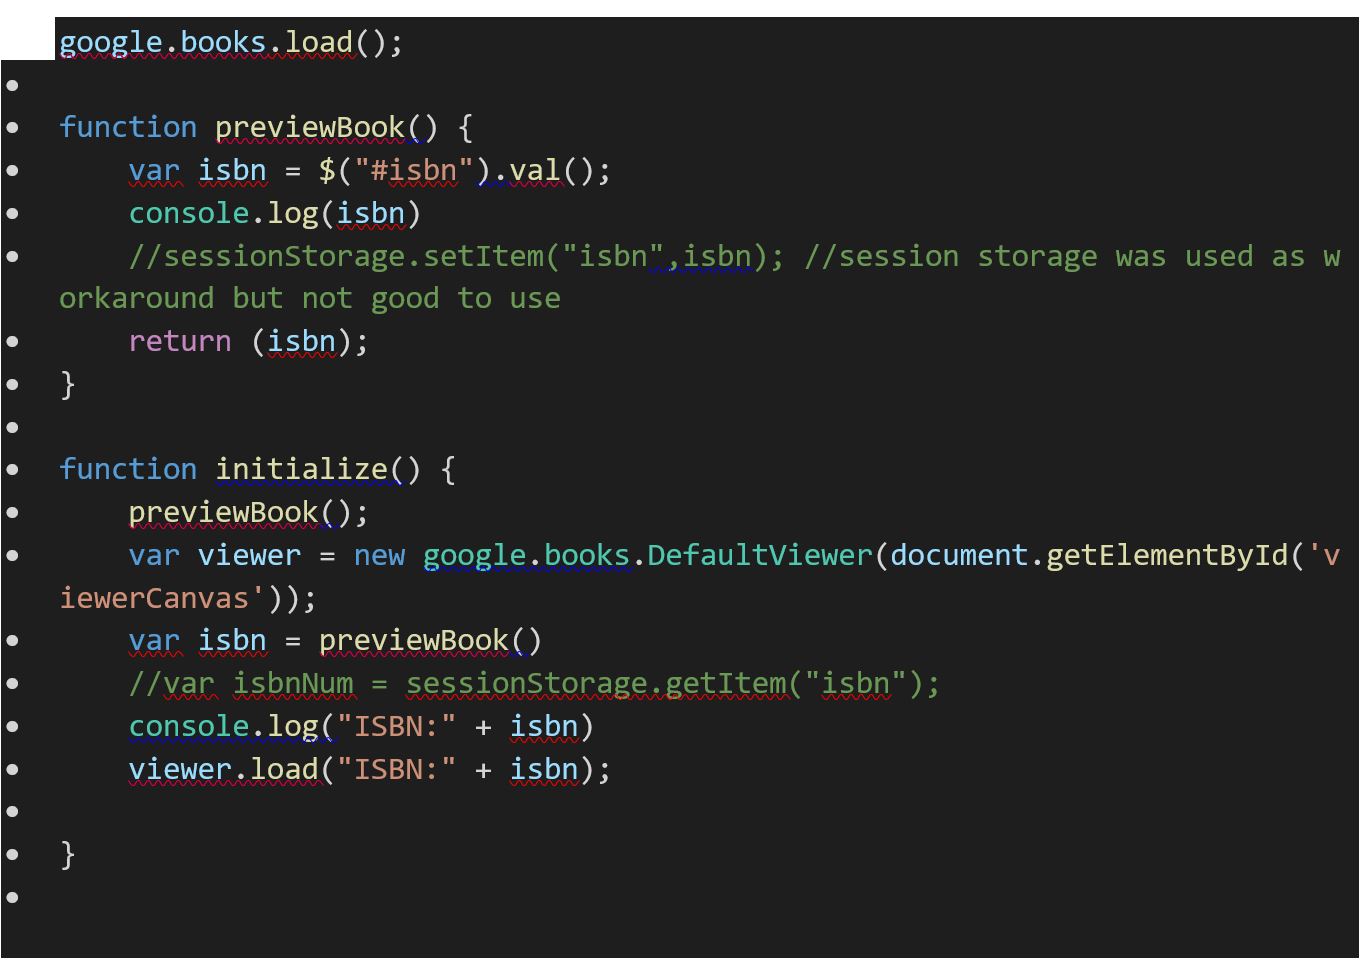 google.books.load();
function previewBook() {
var isbn = $("#isbn").val();
console.log(isbn)
//sessionStorage.setItem("isbn",isbn); //session storage was used as w
orkaround but not good to use
return (isbn);
}
function initialize() {
previewBook();
var viewer = new google.books.DefaultViewer(document.getElementById('v
iewerCanvas'));
var isbn = previewBook()
//var isbnNum = sessionStorage.getItem("isbn");
console.log("ISBN:" + isbn)
viewer.load("ISBN:" + isbn);
}